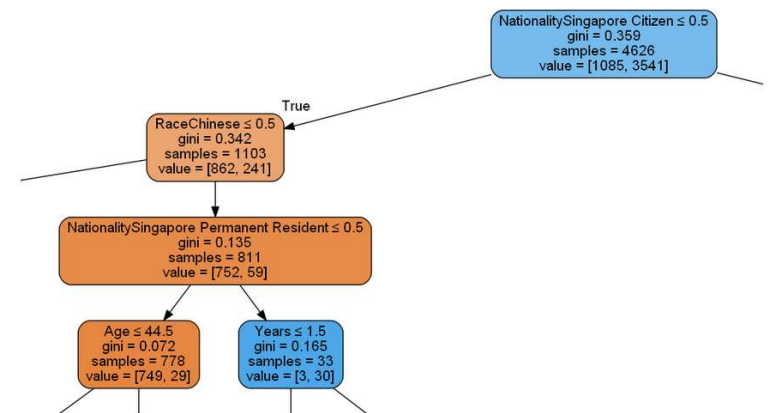 NationalitySingapore Citizen ≤ 0.5
gini = 0.359
samples = 4626
value = [1085, 3541]
True
RaceChinese ≤ 0.5
gini = 0.342
samples = 1103
value = [862, 241]
NationalitySingapore Permanent Resident ≤ 0.5
gini = 0.135
samples = 811
value = [752, 59]
Age ≤ 44.5
gini = 0.072
samples = 778
value = [749, 29]
Years ≤ 1.5
gini = 0.165
samples = 33
value = [3, 30]